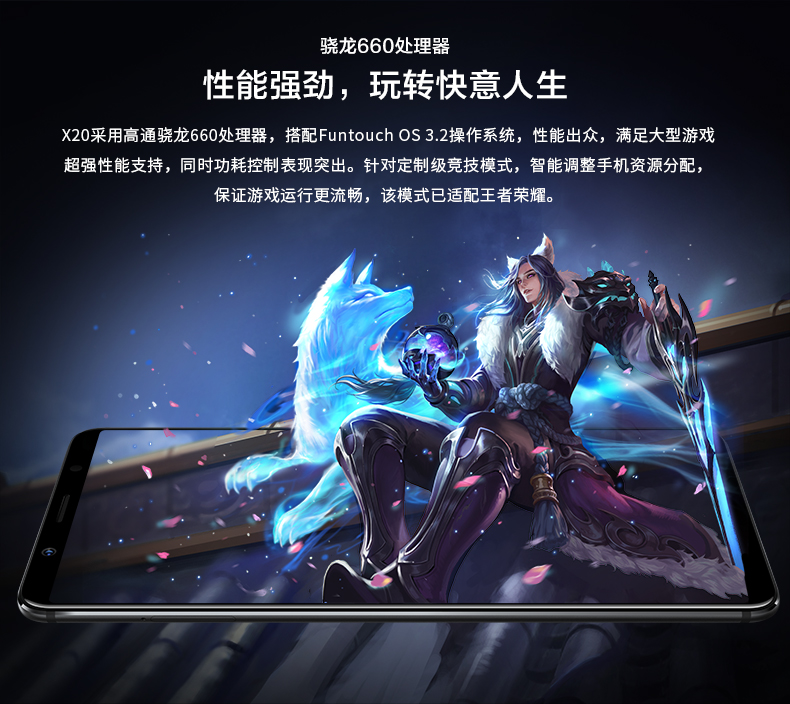 骁龙660处理器
性能强劲，玩转快意人生
X20采用高通骁龙660处理器，搭配Funtouch OS 3.2操作系统，性能出众，满足大型游戏
超强性能支持，同时功耗控制表现突出。针对定制级竞技模式，智能调整手机资源分配，
保证游戏运行更流畅，该模式已适配王者荣耀。